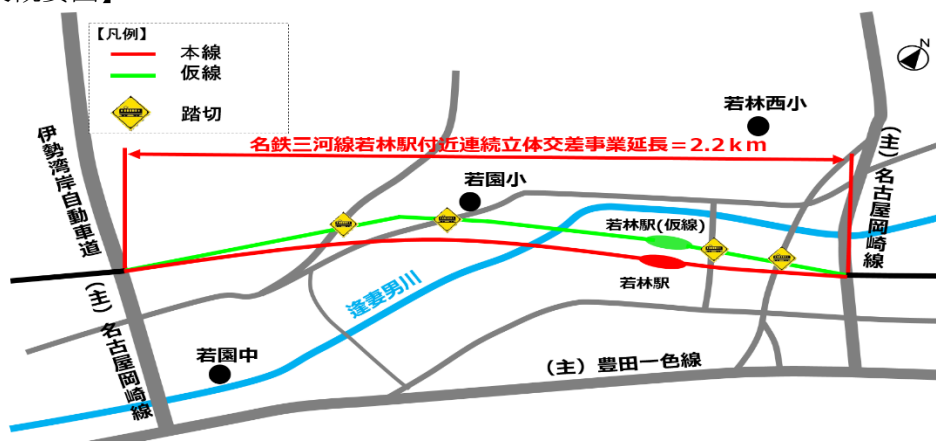 【凡例】
本線
仮線
踏切
N
若林西小
名鉄三河線若林駅付近連続立体交差事業延長＝2.2ｋｍ
伊勢湾岸自動車道
(主)名古屋岡崎線
若園小
若林駅(仮線)
若林駅
逢妻男川
(主)名古屋岡崎線
若園中
(主)豊田一色線